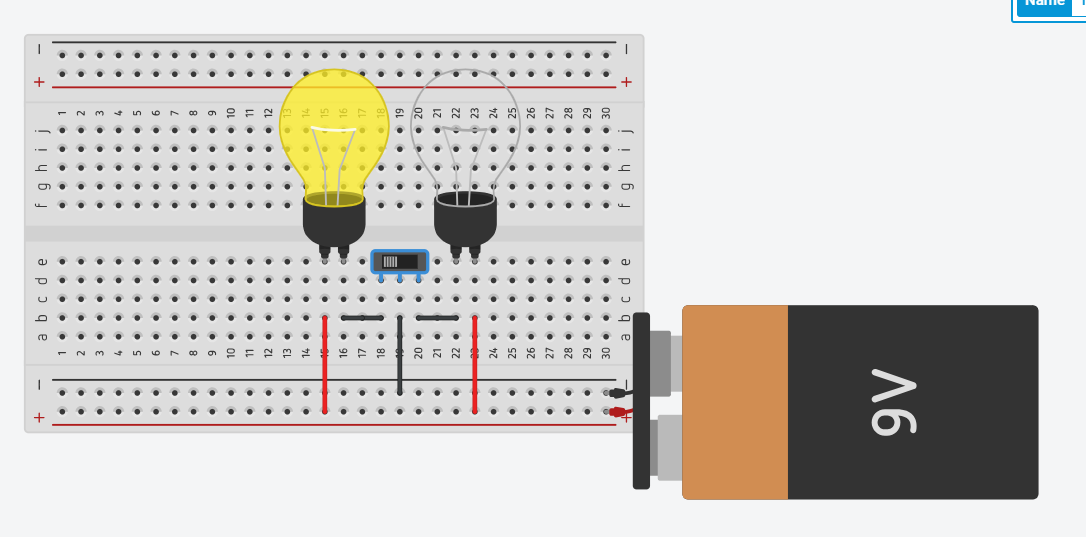 Name
− −
+ +
1 2 3 4 5 6 7 8 9 10 11 12 13 14 15 16 17 18 19 20 21 22 23 24 25 26 27 28 29 30
j j
i i
h h
g g
f f
e e
d d
c c
b b
a a
1 2 3 4 5 6 7 8 9 10 11 12 13 14 15 16 17 18 19 20 21 22 23 24 25 26 27 28 29 30
− −
+ +
9V